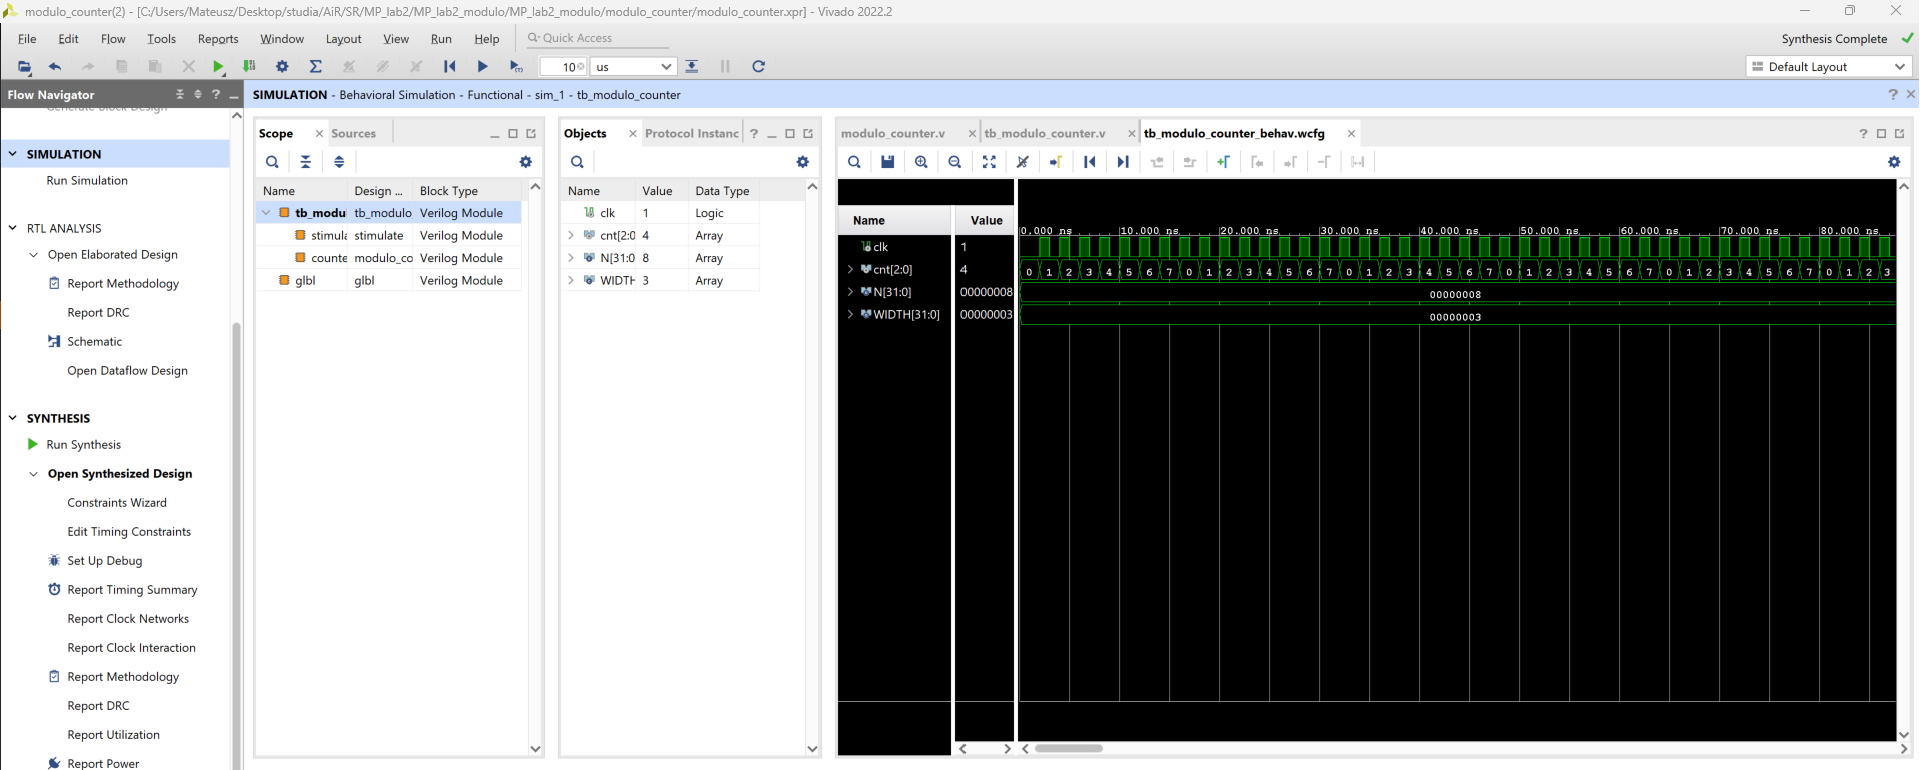 modulo_counter(2) - [C:/Users/Mateusz/Desktop/studia/AiR/SR/MP_lab2/MP_lab2_modulo/MP_lab2_modulo/modulo_counter/modulo_counter.xpr] - Vivado 2022.2
File Edit Flow Tools Reports Window Layout View Run Help Quick Access
Synthesis Complete
10 us
Default Layout
Flow Navigator
SIMULATION - Behavioral Simulation - Functional - sim_1 - tb_modulo_counter
Generate Block Design
SIMULATION
Run Simulation
RTL ANALYSIS
Open Elaborated Design
Report Methodology
Report DRC
Schematic
Open Dataflow Design
SYNTHESIS
Run Synthesis
Open Synthesized Design
Constraints Wizard
Edit Timing Constraints
Set Up Debug
Report Timing Summary
Report Clock Networks
Report Clock Interaction
Report Methodology
Report DRC
Report Utilization
Report Power
Scope Sources
Name Design ... Block Type
tb_modul tb_modulo Verilog Module
stimula stimulate Verilog Module
counte modulo_co Verilog Module
glbl glbl Verilog Module
Objects Protocol Instanc
Name Value Data Type
clk 1 Logic
cnt[2:0 4 Array
N[31:0 8 Array
WIDTH 3 Array
modulo_counter.v tb_modulo_counter.v tb_modulo_counter_behav.wcfg
Name Value
0.000 ns 10.000 ns 20.000 ns 30.000 ns 40.000 ns 50.000 ns 60.000 ns 70.000 ns 80.000 ns
clk 1
cnt[2:0] 4 0 1 2 3 4 5 6 7 0 1 2 3 4 5 6 7 0 1 2 3 4 5 6 7 0 1 2 3 4 5 6 7 0 1 2 3 4 5 6 7 0 1 2 3
N[31:0] 00000008 00000008
WIDTH[31:0] 00000003 00000003